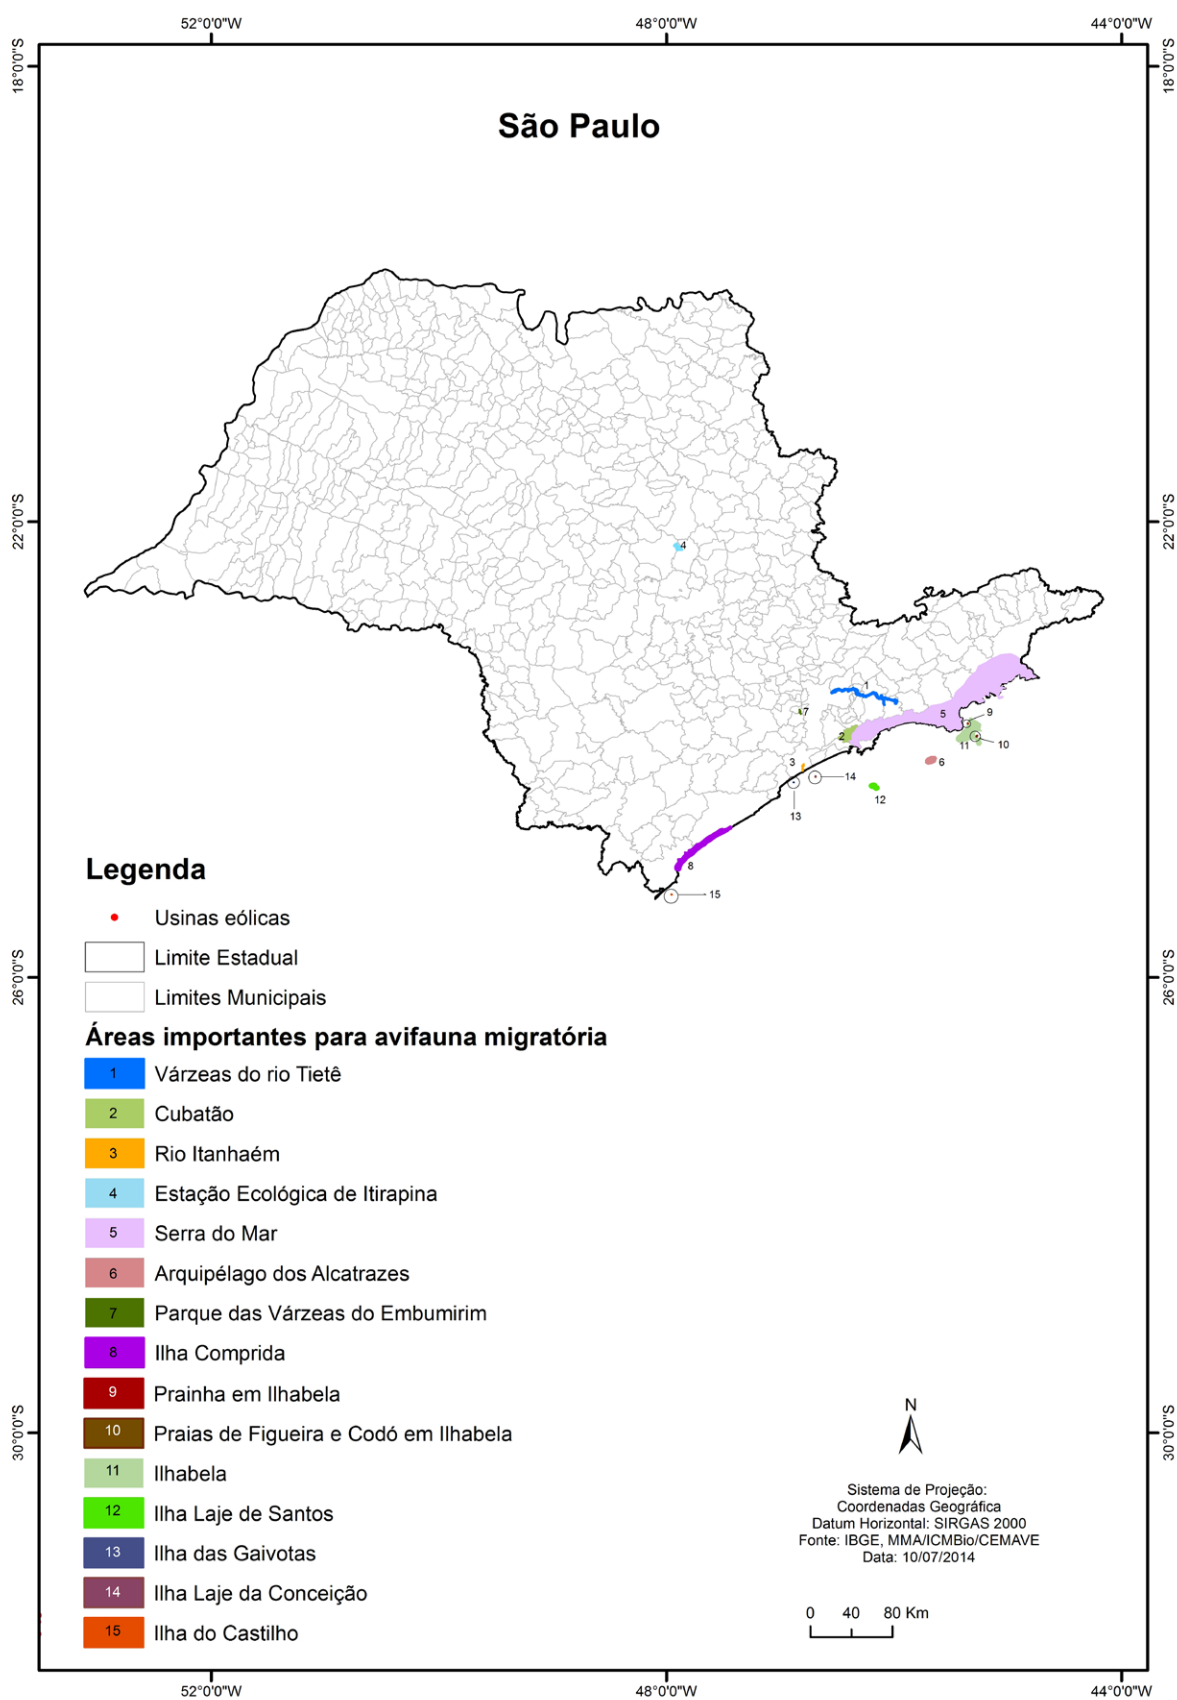 52°0'0"W 48°0'0"W 44°0'0"W
18°0'0"S 18°0'0"S
São Paulo
22°0'0"S 22°0'0"S
4
1
7
5
9
2
11
10
3
6
14
13
12
8
15
26°0'0"S 26°0'0"S
Legenda
Usinas eólicas
Limite Estadual
Limites Municipais
Áreas importantes para avifauna migratória
1 Várzeas do rio Tietê
2 Cubatão
3 Rio Itanhaém
4 Estação Ecológica de Itirapina
5 Serra do Mar
6 Arquipélago dos Alcatrazes
7 Parque das Várzeas do Embumirim
8 Ilha Comprida
9 Prainha em Ilhabela
10 Praias de Figueira e Codó em Ilhabela
11 Ilhabela
12 Ilha Laje de Santos
13 Ilha das Gaivotas
14 Ilha Laje da Conceição
15 Ilha do Castilho
30°0'0"S 30°0'0"S
N
Sistema de Projeção:
Coordenadas Geográfica
Datum Horizontal: SIRGAS 2000
Fonte: IBGE, MMA/ICMBio/CEMAVE
Data: 10/07/2014
0 40 80 Km
52°0'0"W 48°0'0"W 44°0'0"W